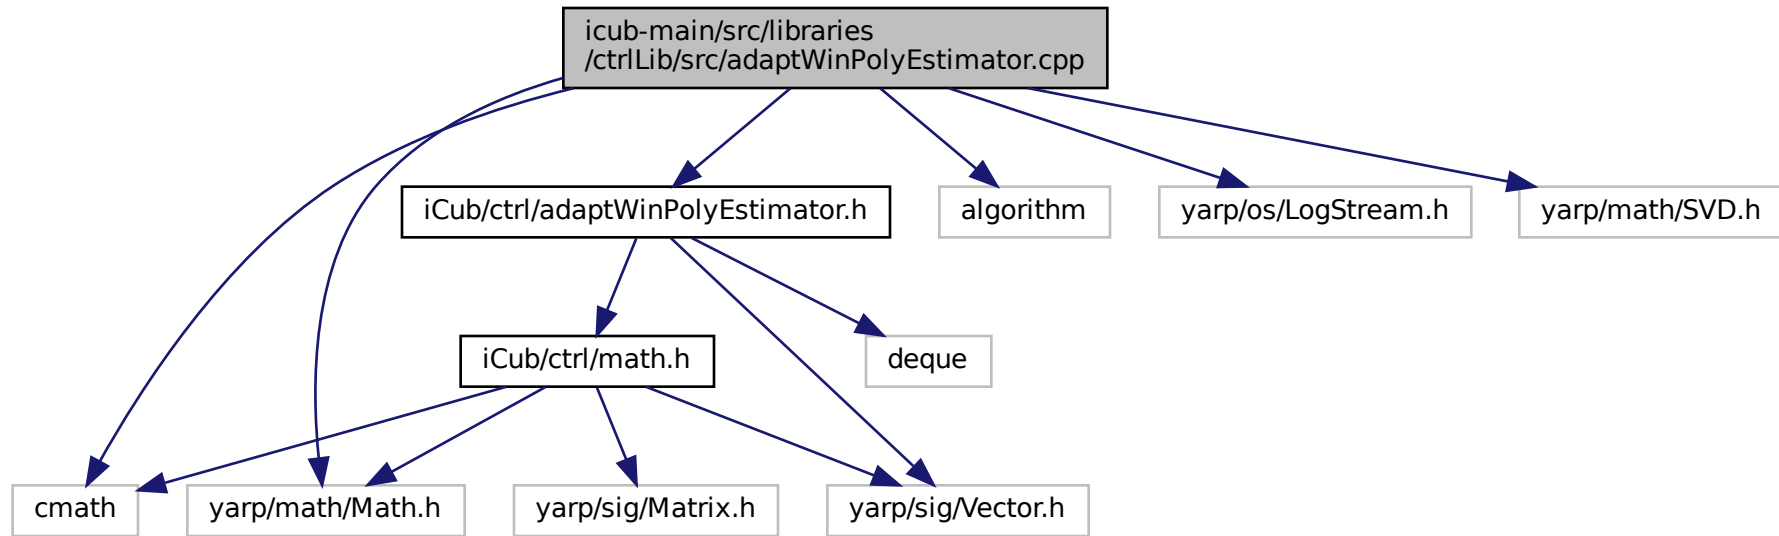 icub-main/src/libraries
/ctrlLib/src/adaptWinPolyEstimator.cpp
iCub/ctrl/adaptWinPolyEstimator.h
algorithm
yarp/os/LogStream.h
yarp/math/SVD.h
iCub/ctrl/math.h
deque
cmath
yarp/math/Math.h
yarp/sig/Matrix.h
yarp/sig/Vector.h